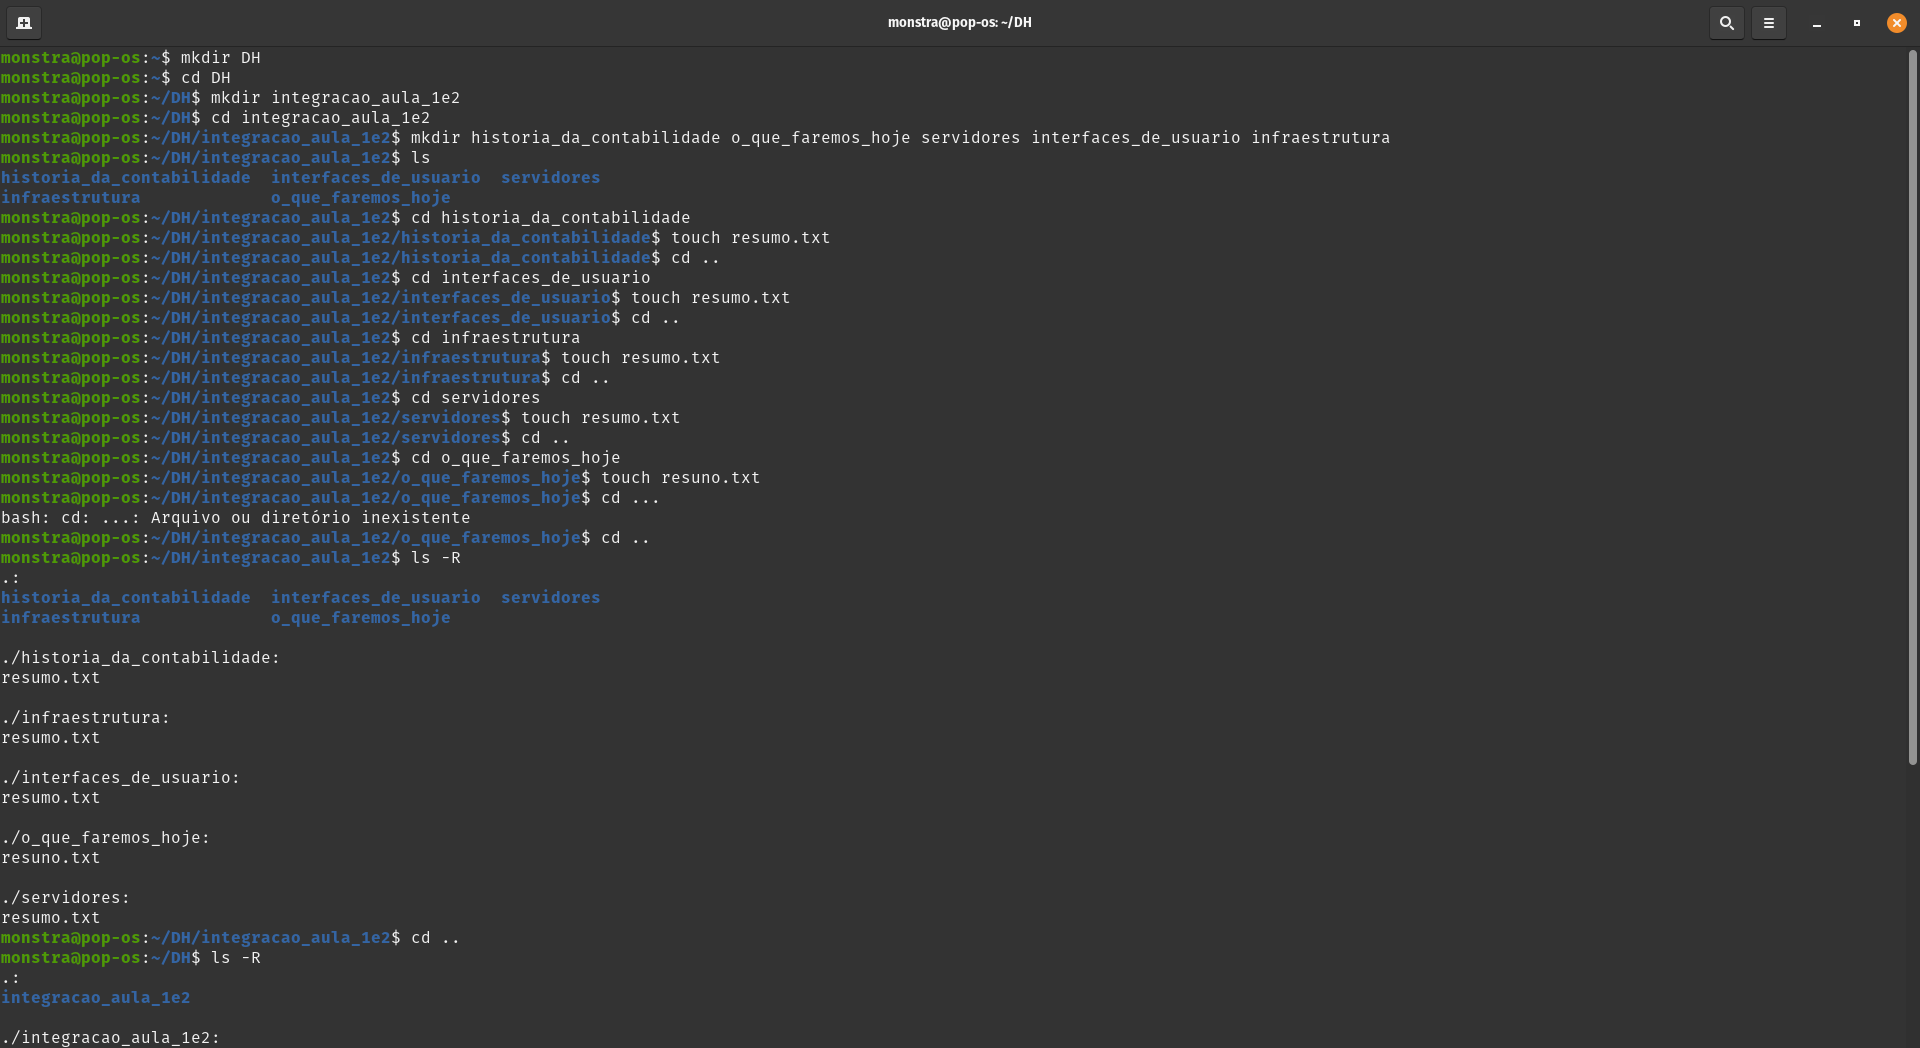 monstra@pop-os: ~/DH
monstra@pop-os:~$ mkdir DH
monstra@pop-os:~$ cd DH
monstra@pop-os:~/DH$ mkdir integracao_aula_1e2
monstra@pop-os:~/DH$ cd integracao_aula_1e2
monstra@pop-os:~/DH/integracao_aula_1e2$ mkdir historia_da_contabilidade o_que_faremos_hoje servidores interfaces_de_usuario infraestrutura
monstra@pop-os:~/DH/integracao_aula_1e2$ ls
historia_da_contabilidade  interfaces_de_usuario  servidores
infraestrutura             o_que_faremos_hoje
monstra@pop-os:~/DH/integracao_aula_1e2$ cd historia_da_contabilidade
monstra@pop-os:~/DH/integracao_aula_1e2/historia_da_contabilidade$ touch resumo.txt
monstra@pop-os:~/DH/integracao_aula_1e2/historia_da_contabilidade$ cd ..
monstra@pop-os:~/DH/integracao_aula_1e2$ cd interfaces_de_usuario
monstra@pop-os:~/DH/integracao_aula_1e2/interfaces_de_usuario$ touch resumo.txt
monstra@pop-os:~/DH/integracao_aula_1e2/interfaces_de_usuario$ cd ..
monstra@pop-os:~/DH/integracao_aula_1e2$ cd infraestrutura
monstra@pop-os:~/DH/integracao_aula_1e2/infraestrutura$ touch resumo.txt
monstra@pop-os:~/DH/integracao_aula_1e2/infraestrutura$ cd ..
monstra@pop-os:~/DH/integracao_aula_1e2$ cd servidores
monstra@pop-os:~/DH/integracao_aula_1e2/servidores$ touch resumo.txt
monstra@pop-os:~/DH/integracao_aula_1e2/servidores$ cd ..
monstra@pop-os:~/DH/integracao_aula_1e2$ cd o_que_faremos_hoje
monstra@pop-os:~/DH/integracao_aula_1e2/o_que_faremos_hoje$ touch resuno.txt
monstra@pop-os:~/DH/integracao_aula_1e2/o_que_faremos_hoje$ cd ...
bash: cd: ...: Arquivo ou diretório inexistente
monstra@pop-os:~/DH/integracao_aula_1e2/o_que_faremos_hoje$ cd ..
monstra@pop-os:~/DH/integracao_aula_1e2$ ls -R
.:
historia_da_contabilidade  interfaces_de_usuario  servidores
infraestrutura             o_que_faremos_hoje

./historia_da_contabilidade:
resumo.txt

./infraestrutura:
resumo.txt

./interfaces_de_usuario:
resumo.txt

./o_que_faremos_hoje:
resuno.txt

./servidores:
resumo.txt
monstra@pop-os:~/DH/integracao_aula_1e2$ cd ..
monstra@pop-os:~/DH$ ls -R
.:
integracao_aula_1e2

./integracao_aula_1e2: